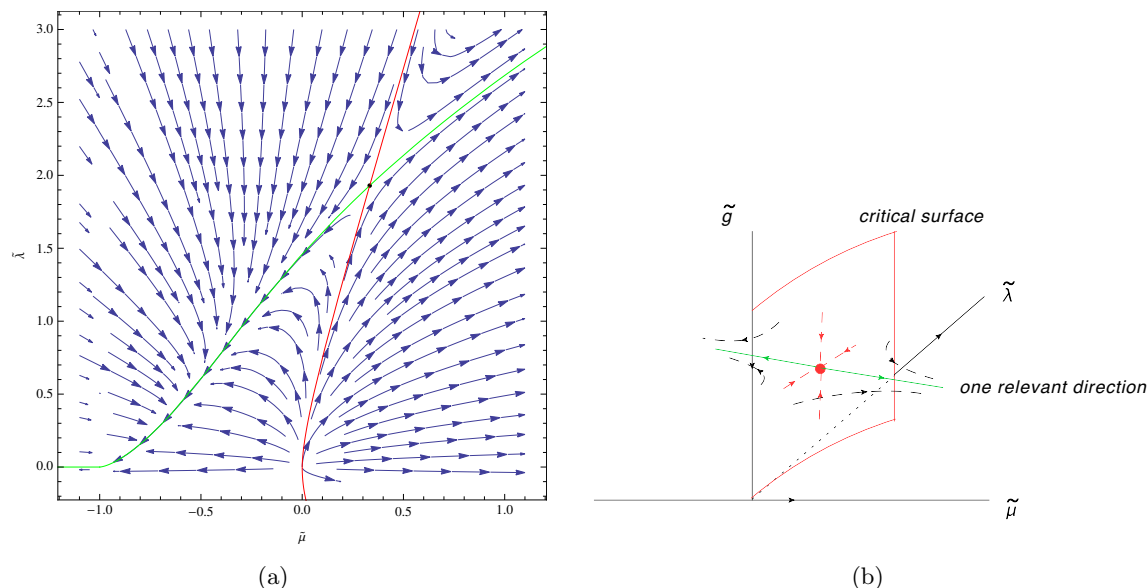 3.0
2.5
2.0
1.5
1.0
0.5
0.0
λ̃
−1.0 −0.5 0.0 0.5 1.0
μ̃
(a)
g̃
critical surface
λ̃
one relevant direction
μ̃
(b)